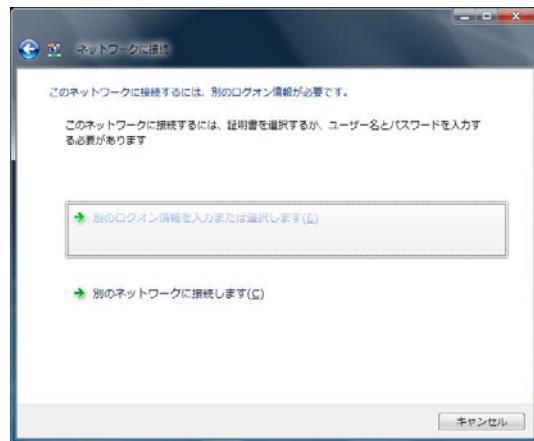 ネットワークに接続
このネットワークに接続するには、別のログオン情報が必要です。
このネットワークに接続するには、証明書を選択するか、ユーザー名とパスワードを入力す
る必要があります
別のログオン情報を入力または選択します(E)
別のネットワークに接続します(C)
キャンセル